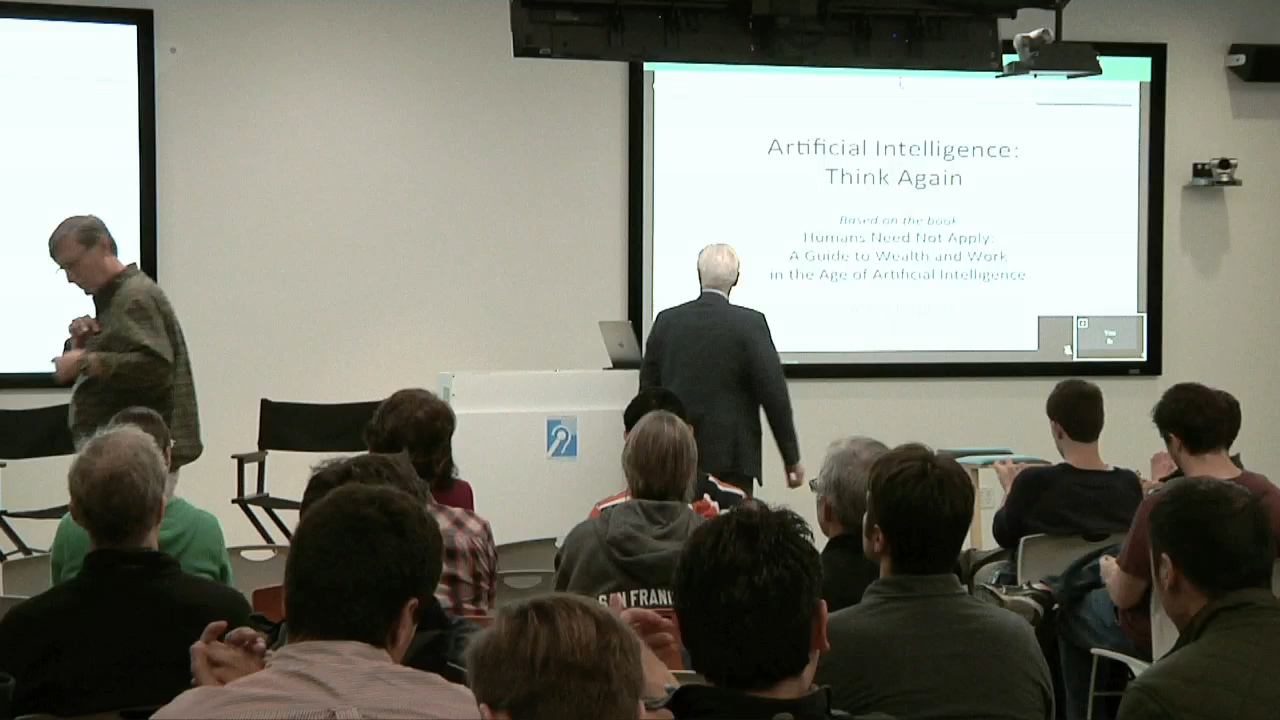 Artificial Intelligence:
Think Again
Based on the book
Humans Need Not Apply:
A Guide to Wealth and Work
in the Age of Artificial Intelligence
You
SAN FRANC